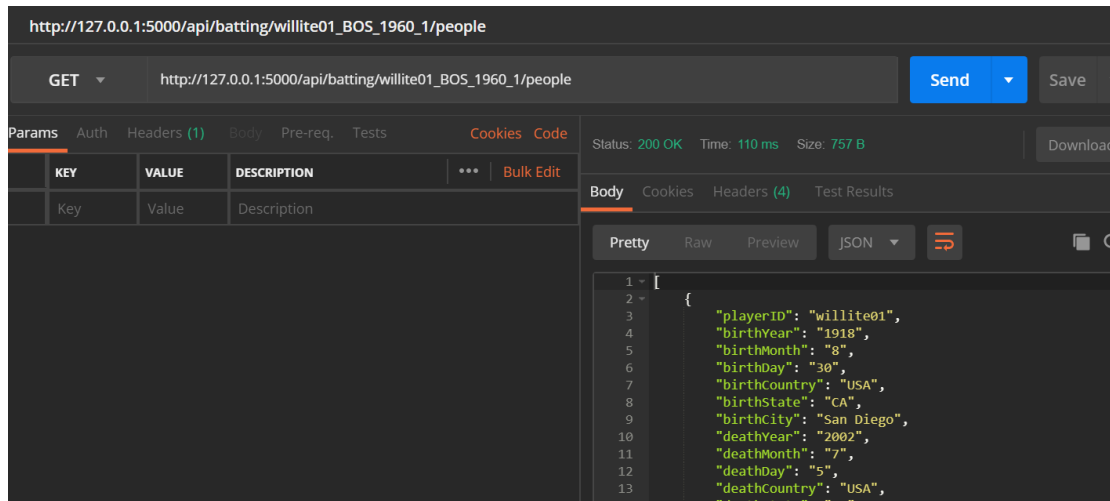 http://127.0.0.1:5000/api/batting/willite01_BOS_1960_1/people
GET http://127.0.0.1:5000/api/batting/willite01_BOS_1960_1/people Send Save
Params Auth Headers (1) Body Pre-req. Tests Cookies Code
KEY VALUE DESCRIPTION ••• Bulk Edit
Key Value Description
Status: 200 OK Time: 110 ms Size: 757 B Download
Body Cookies Headers (4) Test Results
Pretty Raw Preview JSON
1 [
2 {
3 "playerID": "willite01",
4 "birthYear": "1918",
5 "birthMonth": "8",
6 "birthDay": "30",
7 "birthCountry": "USA",
8 "birthState": "CA",
9 "birthCity": "San Diego",
10 "deathYear": "2002",
11 "deathMonth": "7",
12 "deathDay": "5",
13 "deathCountry": "USA",